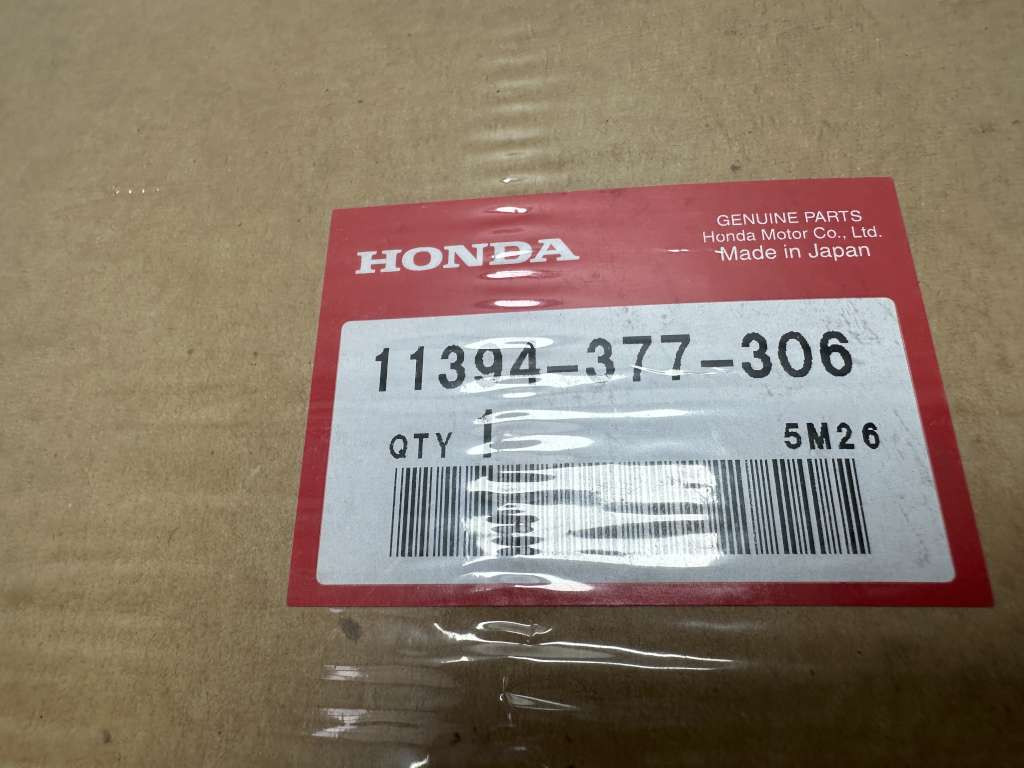 HONDA
GENUINE PARTS
Honda Motor Co., Ltd.
Made in Japan
11394-377-306
QTY 1
5M26